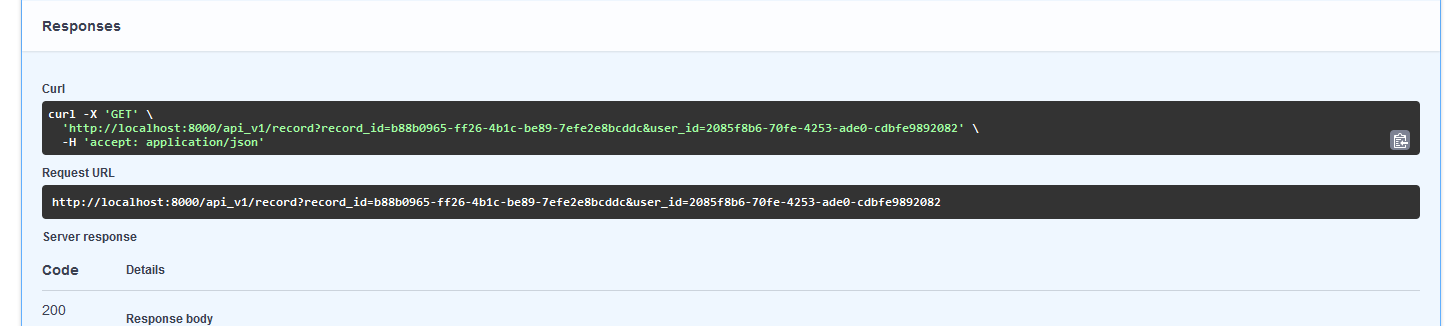 Responses
Curl
curl -X 'GET' \
'http://localhost:8000/api_v1/record?record_id=b88b0965-ff26-4b1c-be89-7efe2e8bcddc&user_id=2085f8b6-70fe-4253-ade0-cdbfe9892082' \
-H 'accept: application/json'
Request URL
http://localhost:8000/api_v1/record?record_id=b88b0965-ff26-4b1c-be89-7efe2e8bcddc&user_id=2085f8b6-70fe-4253-ade0-cdbfe9892082
Server response
Code Details
200
Response body